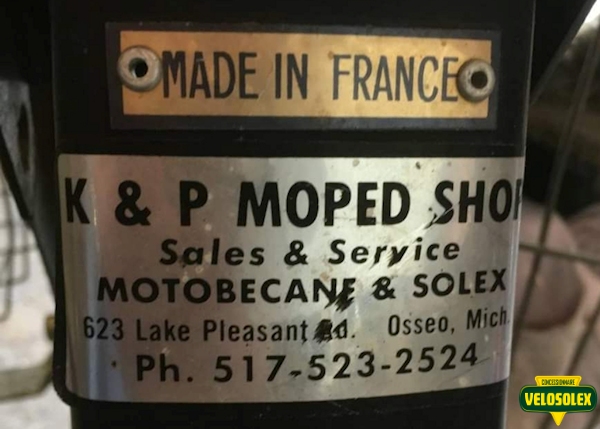 MADE IN FRANCE
K & P MOPED SHOP
Sales & Service
MOTOBECANE & SOLEX
623 Lake Pleasant Rd. Osseo, Mich.
Ph. 517-523-2524
CONCESSIONNAIRE
VELOSOLEX